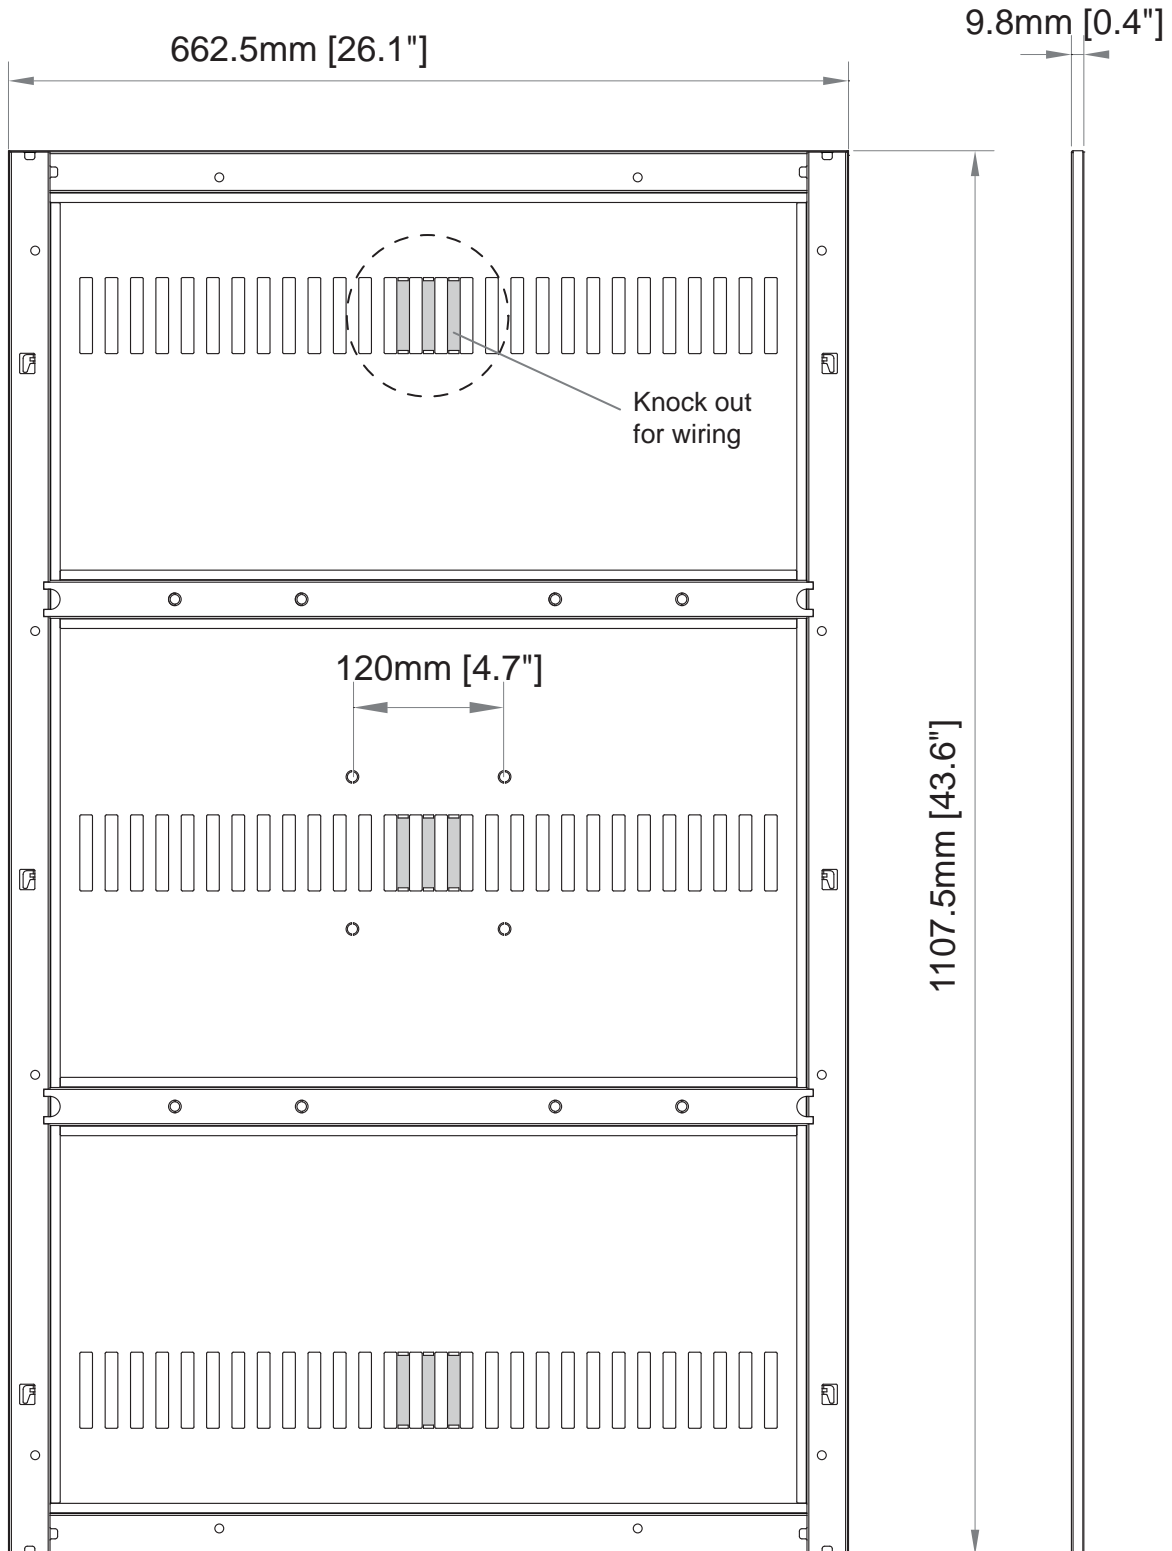 662.5mm [26.1"]
9.8mm [0.4"]
Knock out
for wiring
120mm [4.7"]
1107.5mm [43.6"]